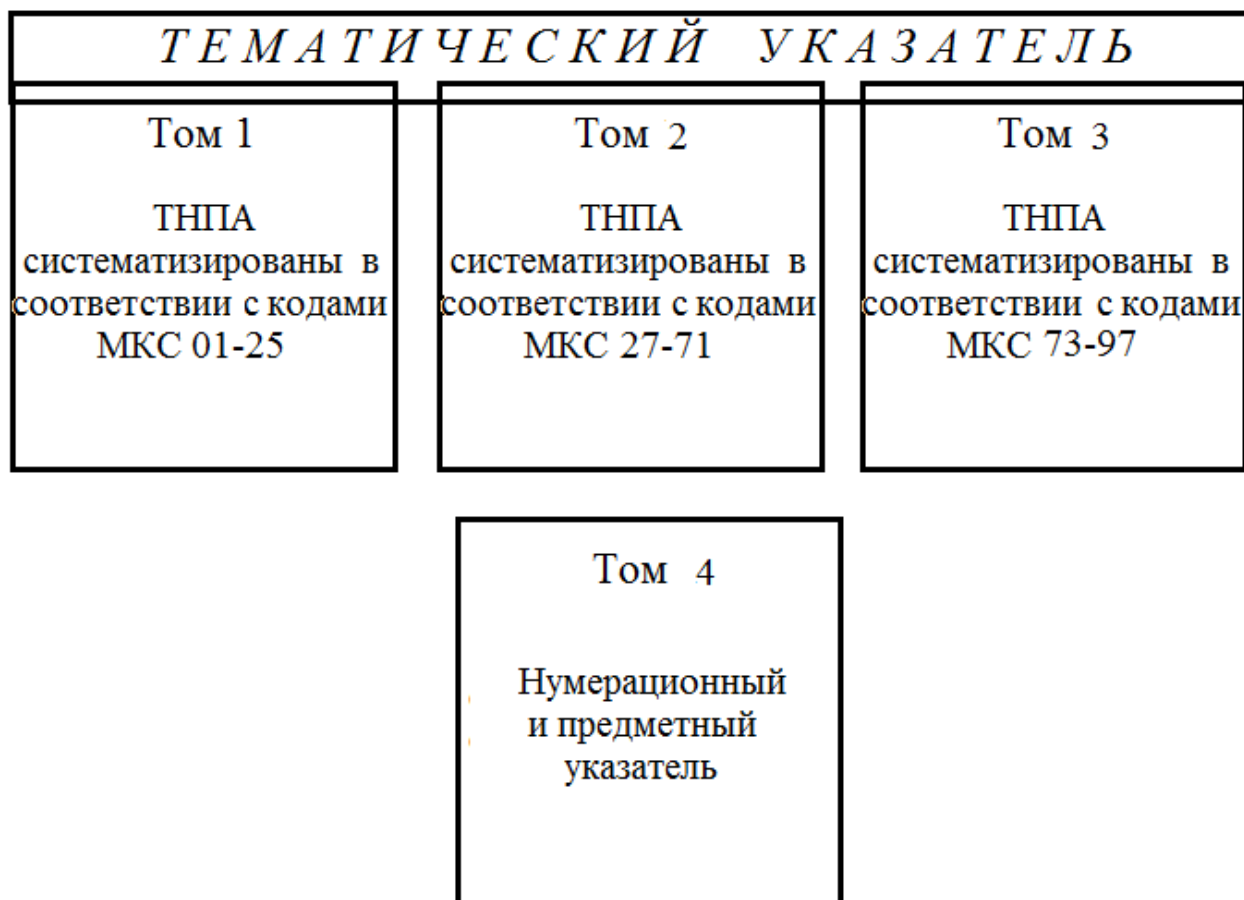 ТЕМАТИЧЕСКИЙ УКАЗАТЕЛЬ
Том 1
ТНПА
систематизированы в
соответствии с кодами
МКС 01-25
Том 2
ТНПА
систематизированы в
соответствии с кодами
МКС 27-71
Том 3
ТНПА
систематизированы в
соответствии с кодами
МКС 73-97
Том 4
Нумерационный
и предметный
указатель